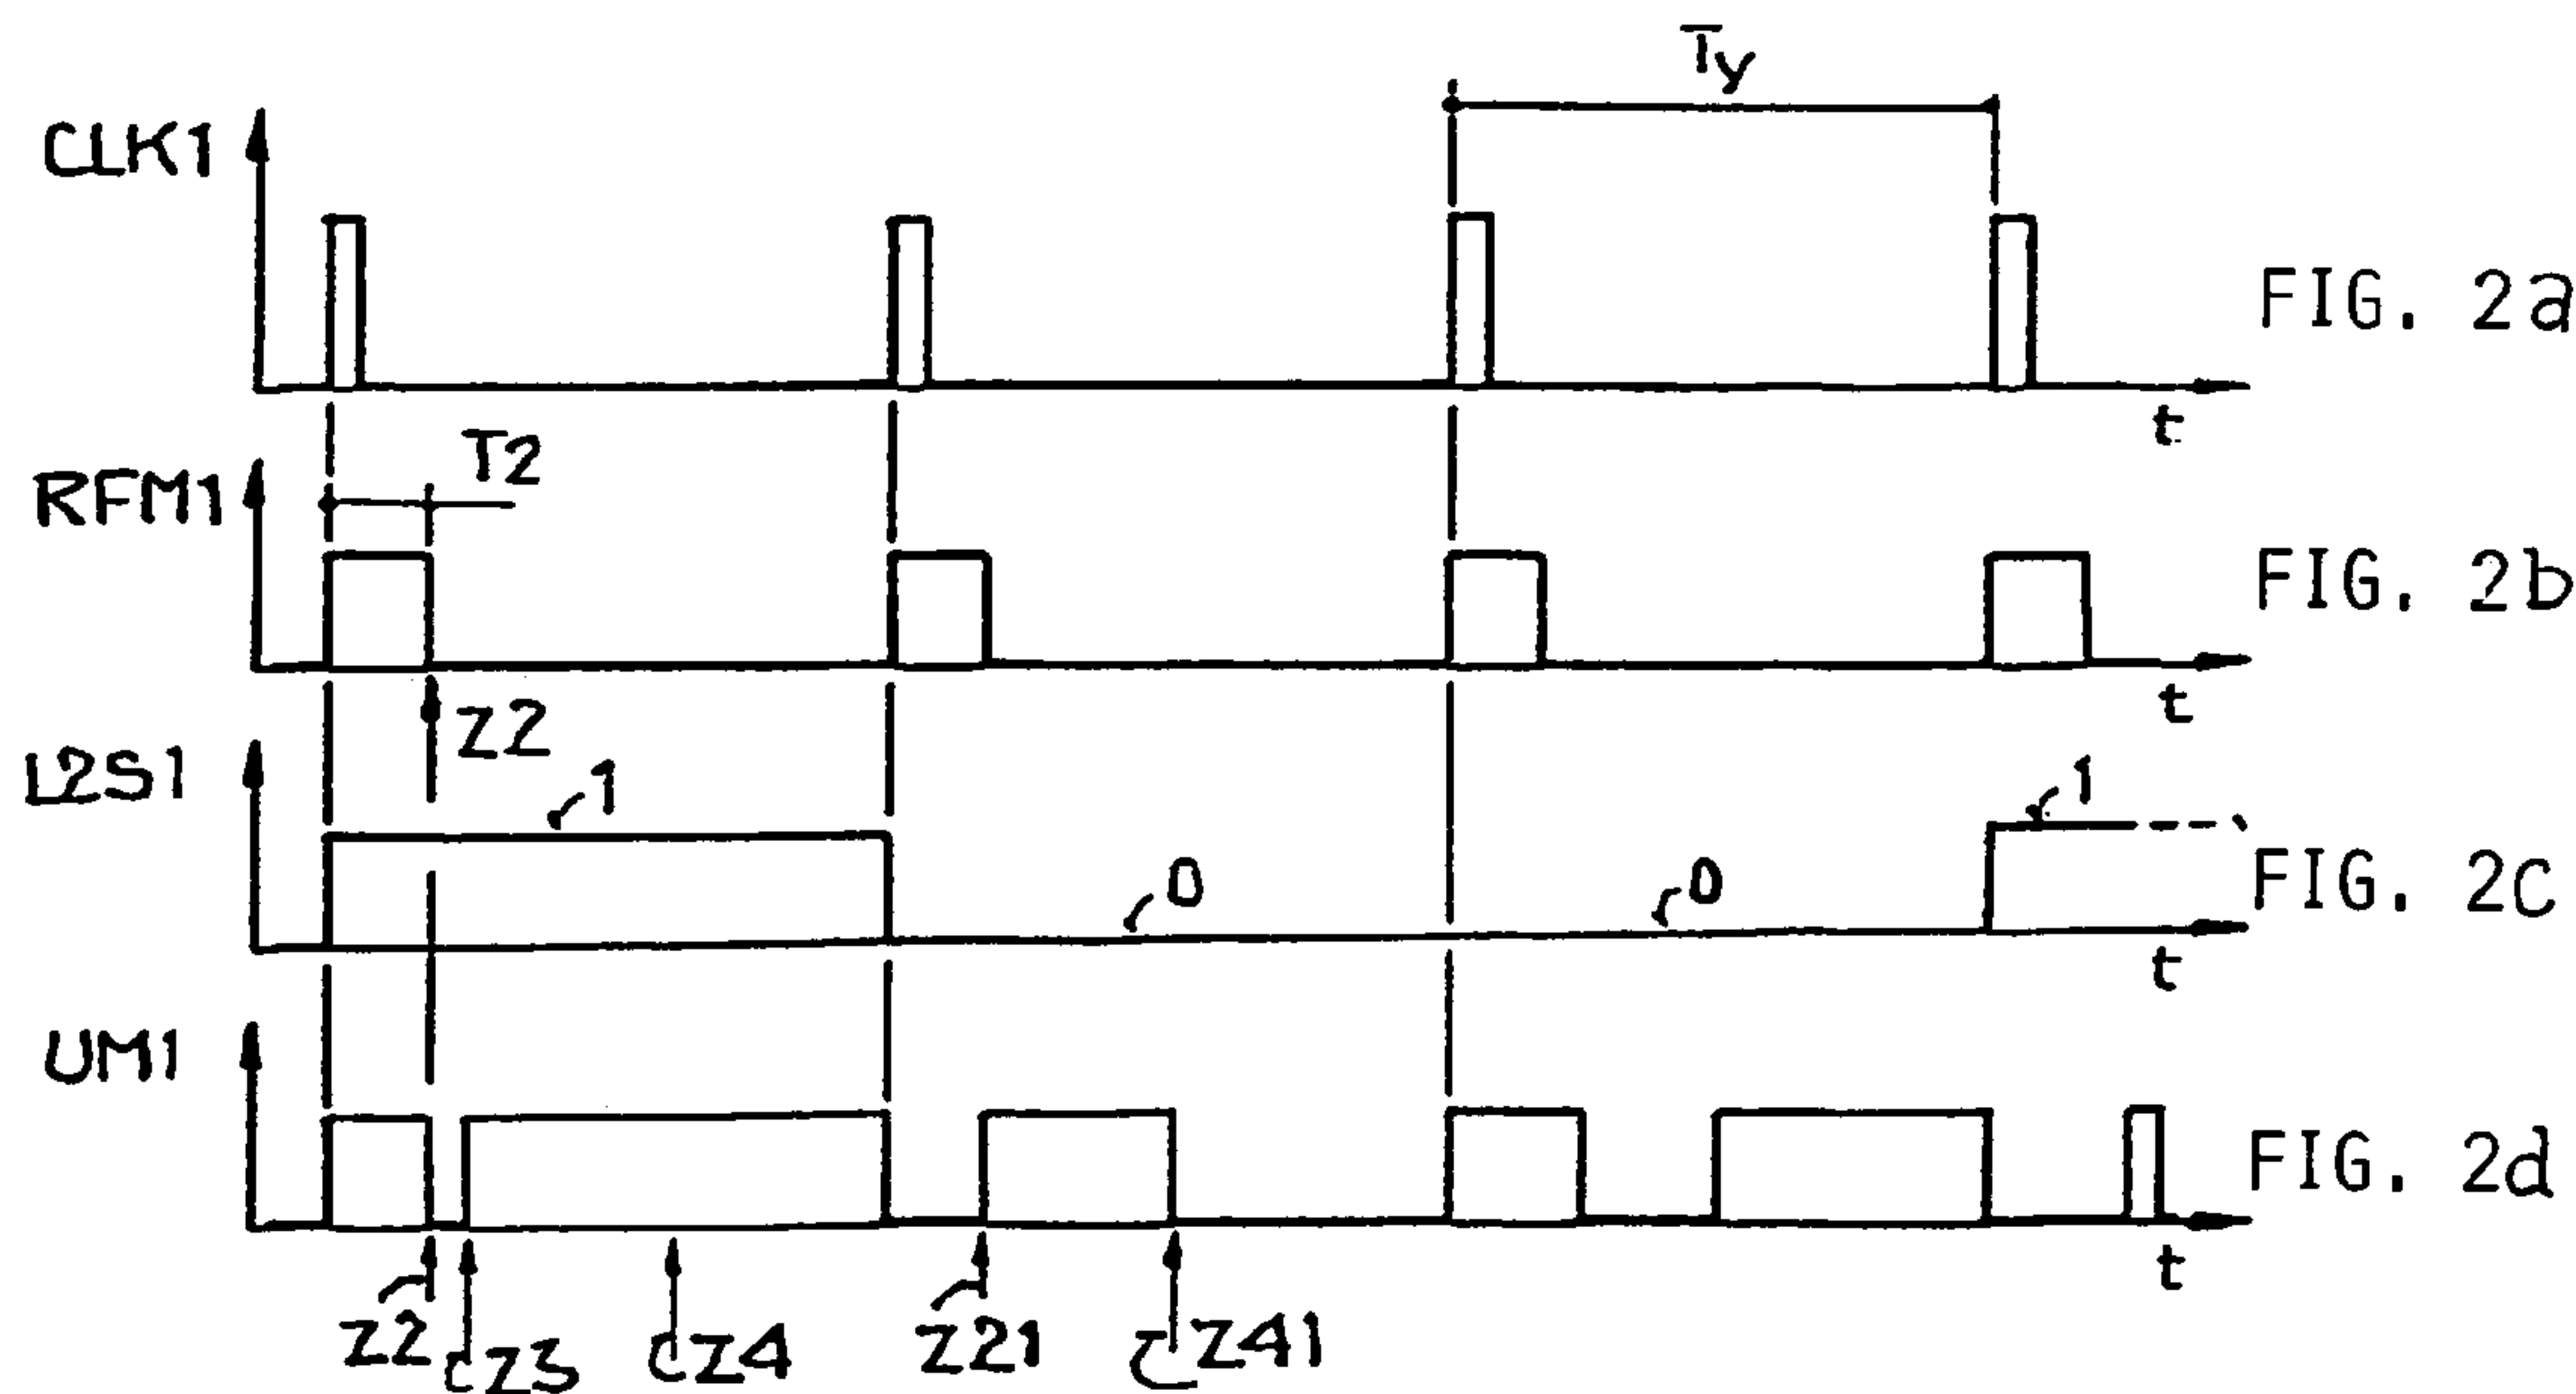 Ty
CLK1
FIG. 2a
t
T2
RFM1
FIG. 2b
t
Z2
L2S1
1
1
0
0
FIG. 2c
t
UM1
FIG. 2d
t
Z2
Z3
Z4
Z21
Z41